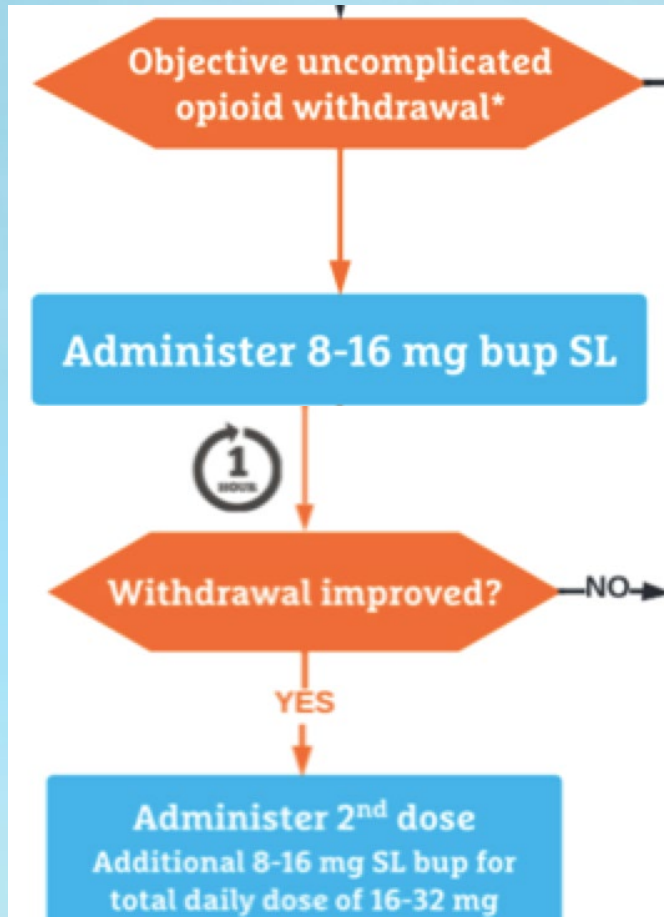 Objective uncomplicated
opioid withdrawal*
Administer 8-16 mg bup SL
1
HOUR
Withdrawal improved?
NO
YES
Administer 2nd dose
Additional 8-16 mg SL bup for
total daily dose of 16-32 mg